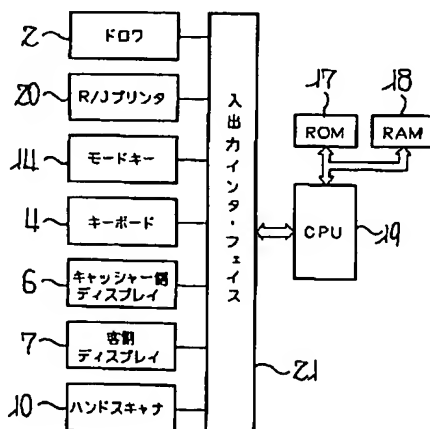 2
ドロワ
20
R/Jプリンタ
14
モードキー
4
キーボード
6
キャッシャー側
ディスプレイ
7
客側
ディスプレイ
10
ハンドスキャナ
入出力インタ・フェイス
21
17
ROM
18
RAM
CPU
19